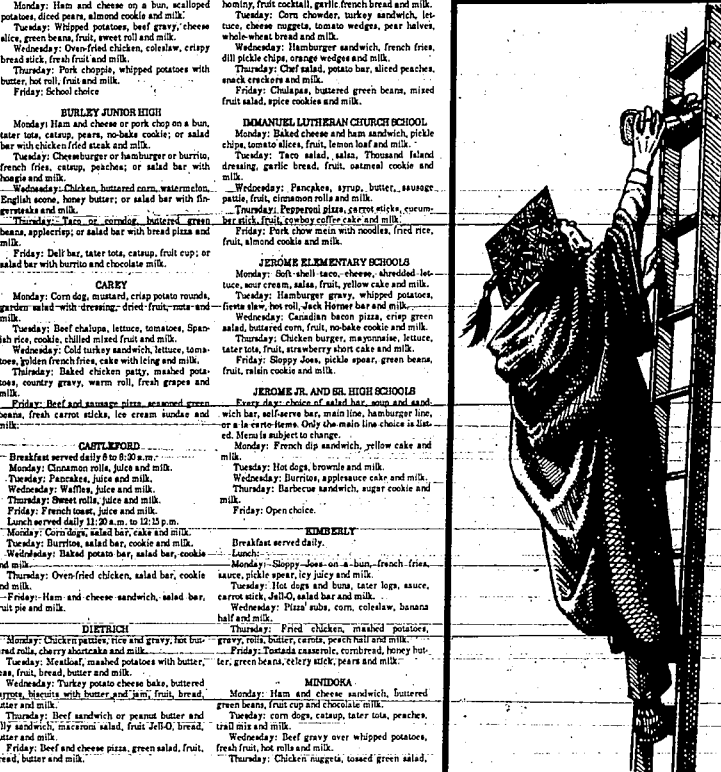 Monday: Ham and cheese on a bun, scalloped
potatoes, diced pears, almond cookie and milk.
Tuesday: Whipped potatoes, beef gravy, cheese
slice, green beans, fruit, sweet roll and milk.
Wednesday: Oven-fried chicken, coleslaw, crispy
bread stick, fresh fruit and milk.
Thursday: Pork choppie, whipped potatoes with
butter, hot roll, fruit and milk.
Friday: School choice
BURLEY JUNIOR HIGH
Monday: Ham and cheese or pork chop on a bun,
tater tots, catsup, pears, no-bake cookie; or salad
bar with chicken fried steak and milk.
Tuesday: Cheeseburger or hamburger or burrito,
french fries, catsup, peaches; or salad bar with
hoagie and milk.
Wednesday: Chicken, buttered corn, watermelon,
English scone, honey butter; or salad bar with fin-
gersteaks and milk.
Thursday: Taco or corndog, buttered green
beans, applecrisp; or salad bar with bread pizza and
milk.
Friday: Deli bar, tater tots, catsup, fruit cup; or
salad bar with burrito and chocolate milk.
CAREY
Monday: Corn dog, mustard, crisp potato rounds,
garden salad with dressing, dried fruit, nuts and
milk.
Tuesday: Beef chalupa, lettuce, tomatoes, Span-
ish rice, cookie, chilled mixed fruit and milk.
Wednesday: Cold turkey sandwich, lettuce, toma-
toes, golden french fries, cake with icing and milk.
Thursday: Baked chicken patty, mashed pota-
toes, country gravy, warm roll, fresh grapes and
milk.
Friday: Beef and sausage pizza, seasoned green
beans, fresh carrot sticks, ice cream sundae and
milk.
CASTLEFORD
Breakfast served daily 8 to 8:30 a.m.
Monday: Cinnamon rolls, juice and milk.
Tuesday: Pancakes, juice and milk.
Wednesday: Waffles, juice and milk.
Thursday: Sweet rolls, juice and milk.
Friday: French toast, juice and milk.
Lunch served daily 11:20 a.m. to 12:15 p.m.
Monday: Corn dogs, salad bar, cake and milk.
Tuesday: Burritos, salad bar, cookie and milk.
Wednesday: Baked potato bar, salad bar, cookie
and milk.
Thursday: Oven-fried chicken, salad bar, cookie
and milk.
Friday: Ham and cheese sandwich, salad bar,
fruit pie and milk.
DIETRICH
Monday: Chicken patties, rice and gravy, hot but-
ered rolls, cherry shortcake and milk.
Tuesday: Meatloaf, mashed potatoes with butter,
peas, fruit, bread, butter and milk.
Wednesday: Turkey potato cheese bake, buttered
carrots, biscuits with butter and jam, fruit, bread,
butter and milk.
Thursday: Beef sandwich or peanut butter and
jelly sandwich, macaroni salad, fruit Jell-O, bread,
butter and milk.
Friday: Beef and cheese pizza, green salad, fruit,
bread, butter and milk.
hominy, fruit cocktail, garlic french bread and milk.
Tuesday: Corn chowder, turkey sandwich, let-
tuce, cheese nuggets, tomato wedges, pear halves,
whole-wheat bread and milk.
Wednesday: Hamburger sandwich, french fries,
dill pickle chips, orange wedges and milk.
Thursday: Chef salad, potato bar, sliced peaches,
snack crackers and milk.
Friday: Chulapas, buttered green beans, mixed
fruit salad, spice cookies and milk.
IMMANUEL LUTHERAN CHURCH SCHOOL
Monday: Baked cheese and ham sandwich, pickle
chips, tomato slices, fruit, lemon loaf and milk.
Tuesday: Taco salad, salsa, Thousand Island
dressing, garlic bread, fruit, oatmeal cookie and
milk.
Wednesday: Pancakes, syrup, butter, sausage
pattie, fruit, cinnamon rolls and milk.
Thursday: Pepperoni pizza, carrot sticks, cucum-
ber stick, fruit, cowboy coffee cake and milk.
Friday: Pork chow mein with noodles, fried rice,
fruit, almond cookie and milk.
JEROME ELEMENTARY SCHOOLS
Monday: Soft-shell taco, cheese, shredded let-
tuce, sour cream, salsa, fruit, yellow cake and milk.
Tuesday: Hamburger gravy, whipped potatoes,
fiesta slaw, hot roll, Jack Horner bar and milk.
Wednesday: Canadian bacon pizza, crisp green
salad, buttered corn, fruit, no-bake cookie and milk.
Thursday: Chicken burger, mayonnaise, lettuce,
tater tots, fruit, strawberry short cake and milk.
Friday: Sloppy Joes, pickle spear, green beans,
fruit, raisin cookie and milk.
JEROME JR. AND SR. HIGH SCHOOLS
Every day: choice of salad bar, soup and sand-
wich bar, self-serve bar, main line, hamburger line,
or a la carte items. Only the main line choice is list-
ed. Menu is subject to change.
Monday: French dip sandwich, yellow cake and
milk.
Tuesday: Hot dogs, brownie and milk.
Wednesday: Burritos, applesauce cake and milk.
Thursday: Barbecue sandwich, sugar cookie and
milk.
Friday: Open choice.
KIMBERLY
Breakfast served daily.
Lunch:
Monday: Sloppy Joes on a bun, french fries,
sauce, pickle spear, icy juicy and milk.
Tuesday: Hot dogs and buns, tater logs, sauce,
carrot sticks, Jell-O, salad bar and milk.
Wednesday: Pizza subs, corn, coleslaw, banana
half and milk.
Thursday: Fried chicken, mashed potatoes,
gravy, rolls, butter, carrots, peach half and milk.
Friday: Tostada casserole, cornbread, honey but-
ter, green beans, celery stick, pears and milk.
MINIDOKA
Monday: Ham and cheese sandwich, buttered
green beans, fruit cup and chocolate milk.
Tuesday: corn dogs, catsup, tater tots, peaches,
trail mix and milk.
Wednesday: Beef gravy over whipped potatoes,
fresh fruit, hot rolls and milk.
Thursday: Chicken nuggets, tossed green salad,